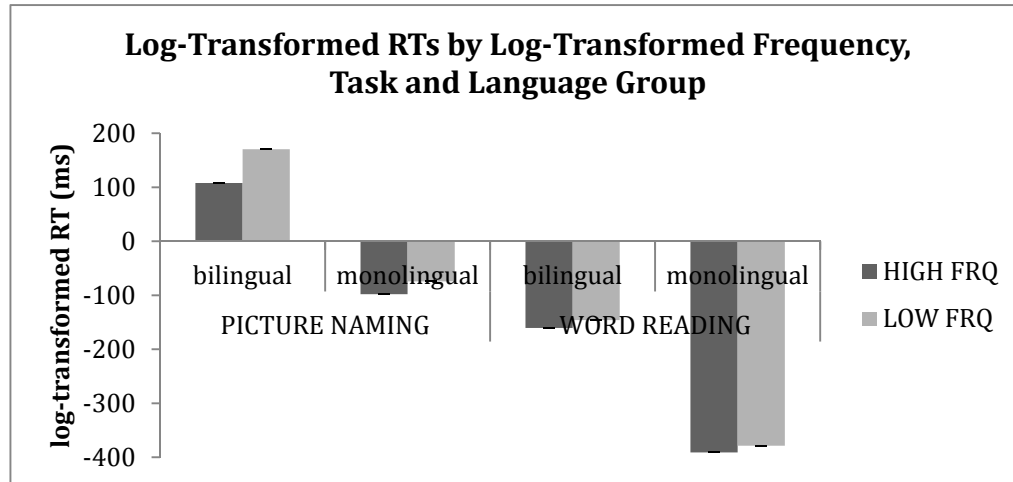 Log-Transformed RTs by Log-Transformed Frequency,
Task and Language Group
log-transformed RT (ms)
200
100
0
-100
-200
-300
-400
bilingual monolingual bilingual monolingual
PICTURE NAMING WORD READING
HIGH FRQ
LOW FRQ